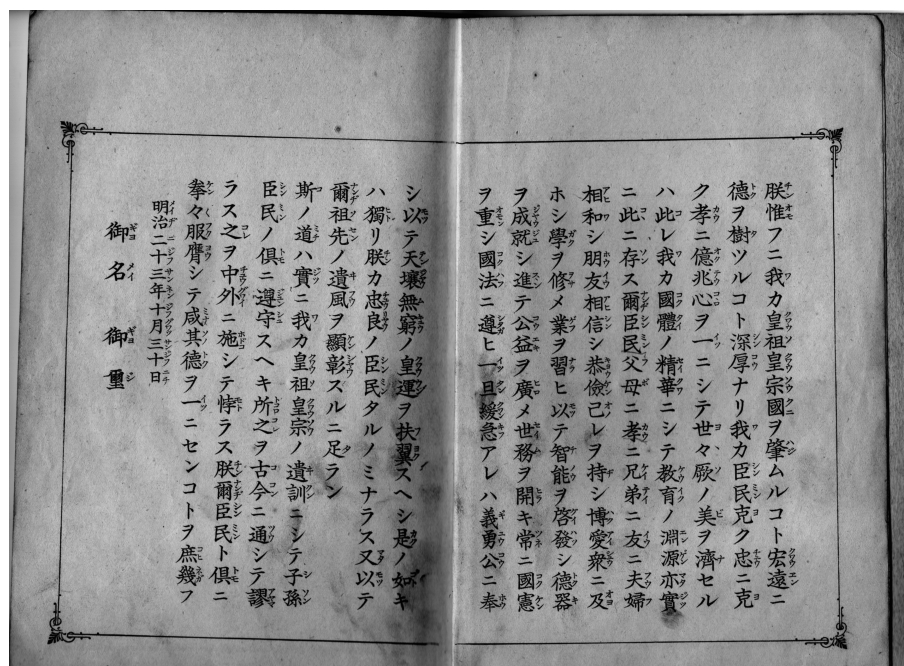 朕惟フニ我カ皇祖皇宗國ヲ肇ムルコト宏遠ニ
德ヲ樹ツルコト深厚ナリ我カ臣民克ク忠ニ克
ク孝ニ億兆心ヲ一ニシテ世々厥ノ美ヲ濟セル
ハ此レ我カ國體ノ精華ニシテ教育ノ淵源亦實
ニ此ニ存ス爾臣民父母ニ孝ニ兄弟ニ友ニ夫婦
相和シ朋友相信シ恭儉己レヲ持シ博愛衆ニ及
ホシ學ヲ修メ業ヲ習ヒ以テ智能ヲ啓發シ德器
ヲ成就シ進テ公益ヲ廣メ世務ヲ開キ常ニ國憲
ヲ重シ國法ニ遵ヒ一旦緩急アレハ義勇公ニ奉
シ以テ天壤無窮ノ皇運ヲ扶翼スヘシ是ノ如キ
ハ獨リ朕カ忠良ノ臣民タルノミナラス又以テ
爾祖先ノ遺風ヲ顯彰スルニ足ラン
斯ノ道ハ實ニ我カ皇祖皇宗ノ遺訓ニシテ子孫
臣民ノ俱ニ遵守スヘキ所之ヲ古今ニ通シテ謬
ラス之ヲ中外ニ施シテ悖ラス朕爾臣民ト俱ニ
拳々服膺シテ咸其德ヲ一ニセンコトヲ庶幾フ
明治二十三年十月三十日
御名御璽